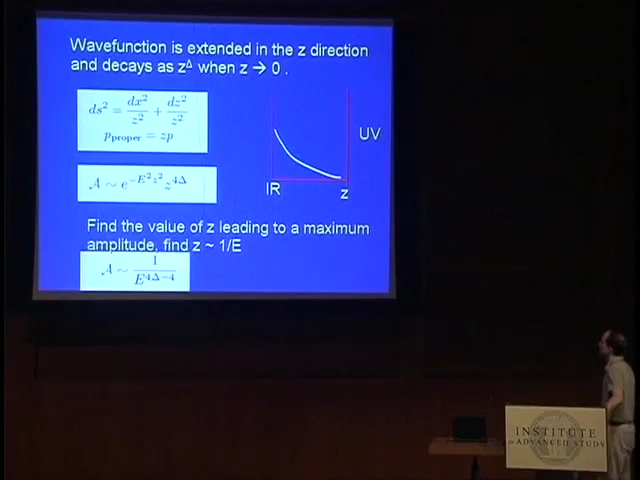 Wavefunction is extended in the z direction
and decays as z^Δ when z → 0 .
ds² = dx²/z² + dz²/z²
p_proper = zp
UV
IR
z
A ~ e^{-E²z²} z^{4Δ}
Find the value of z leading to a maximum
amplitude, find z ~ 1/E
A ~ 1/E^{4Δ-4}
INSTITUTE
for ADVANCED STUDY